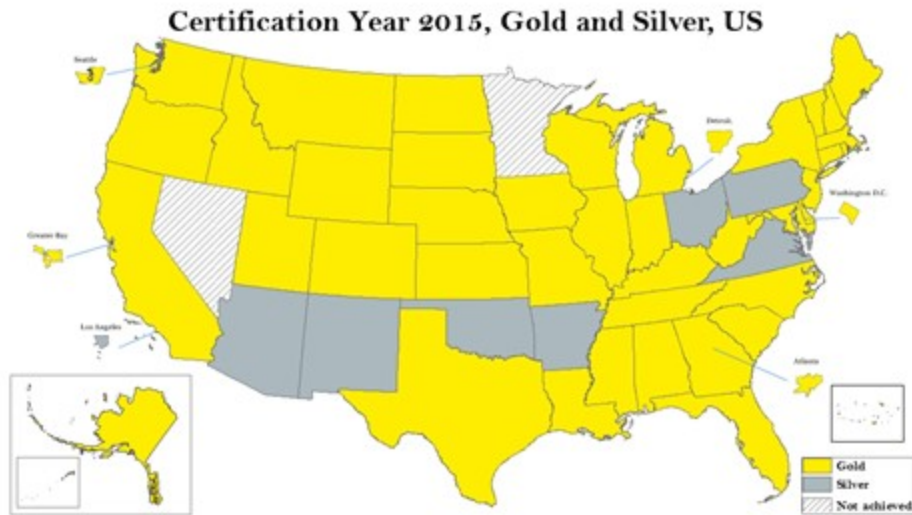 Certification Year 2015, Gold and Silver, US
Seattle
Detroit
Washington D.C.
Greater Bay
Los Angeles
Atlanta
Gold
Silver
Not achieved